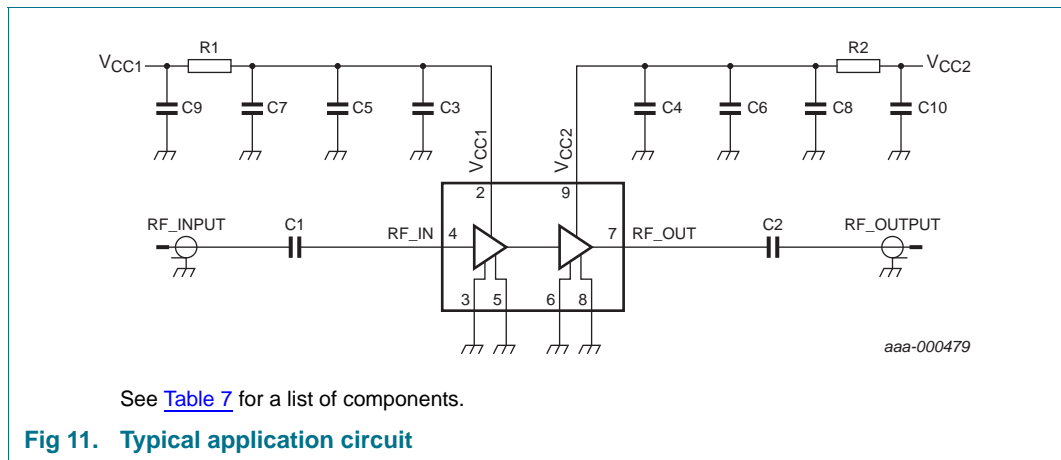 R1
R2
VCC1
VCC2
C9
C7
C5
C3
C4
C6
C8
C10
VCC1
VCC2
2
9
RF_INPUT
C1
RF_IN
4
7
RF_OUT
C2
RF_OUTPUT
3
5
6
8
aaa-000479
See Table 7 for a list of components.
Fig 11. Typical application circuit